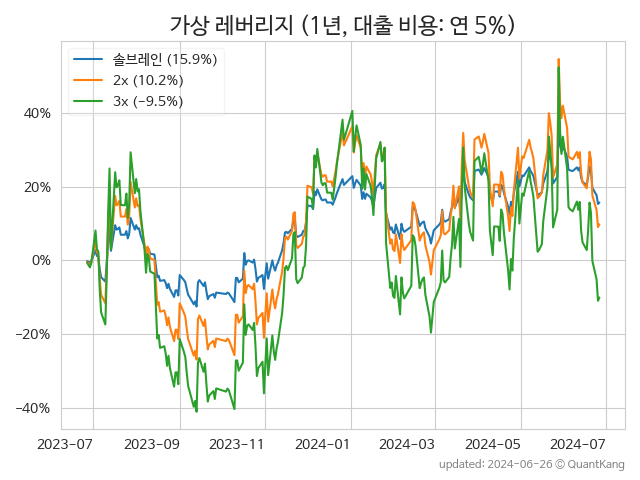 가상 레버리지 (1년, 대출 비용: 연 5%)
솔브레인 (15.9%)
2x (10.2%)
3x (−9.5%)
40%
20%
0%
−20%
−40%
2023-07 2023-09 2023-11 2024-01 2024-03 2024-05 2024-07
updated: 2024-06-26 © QuantKang